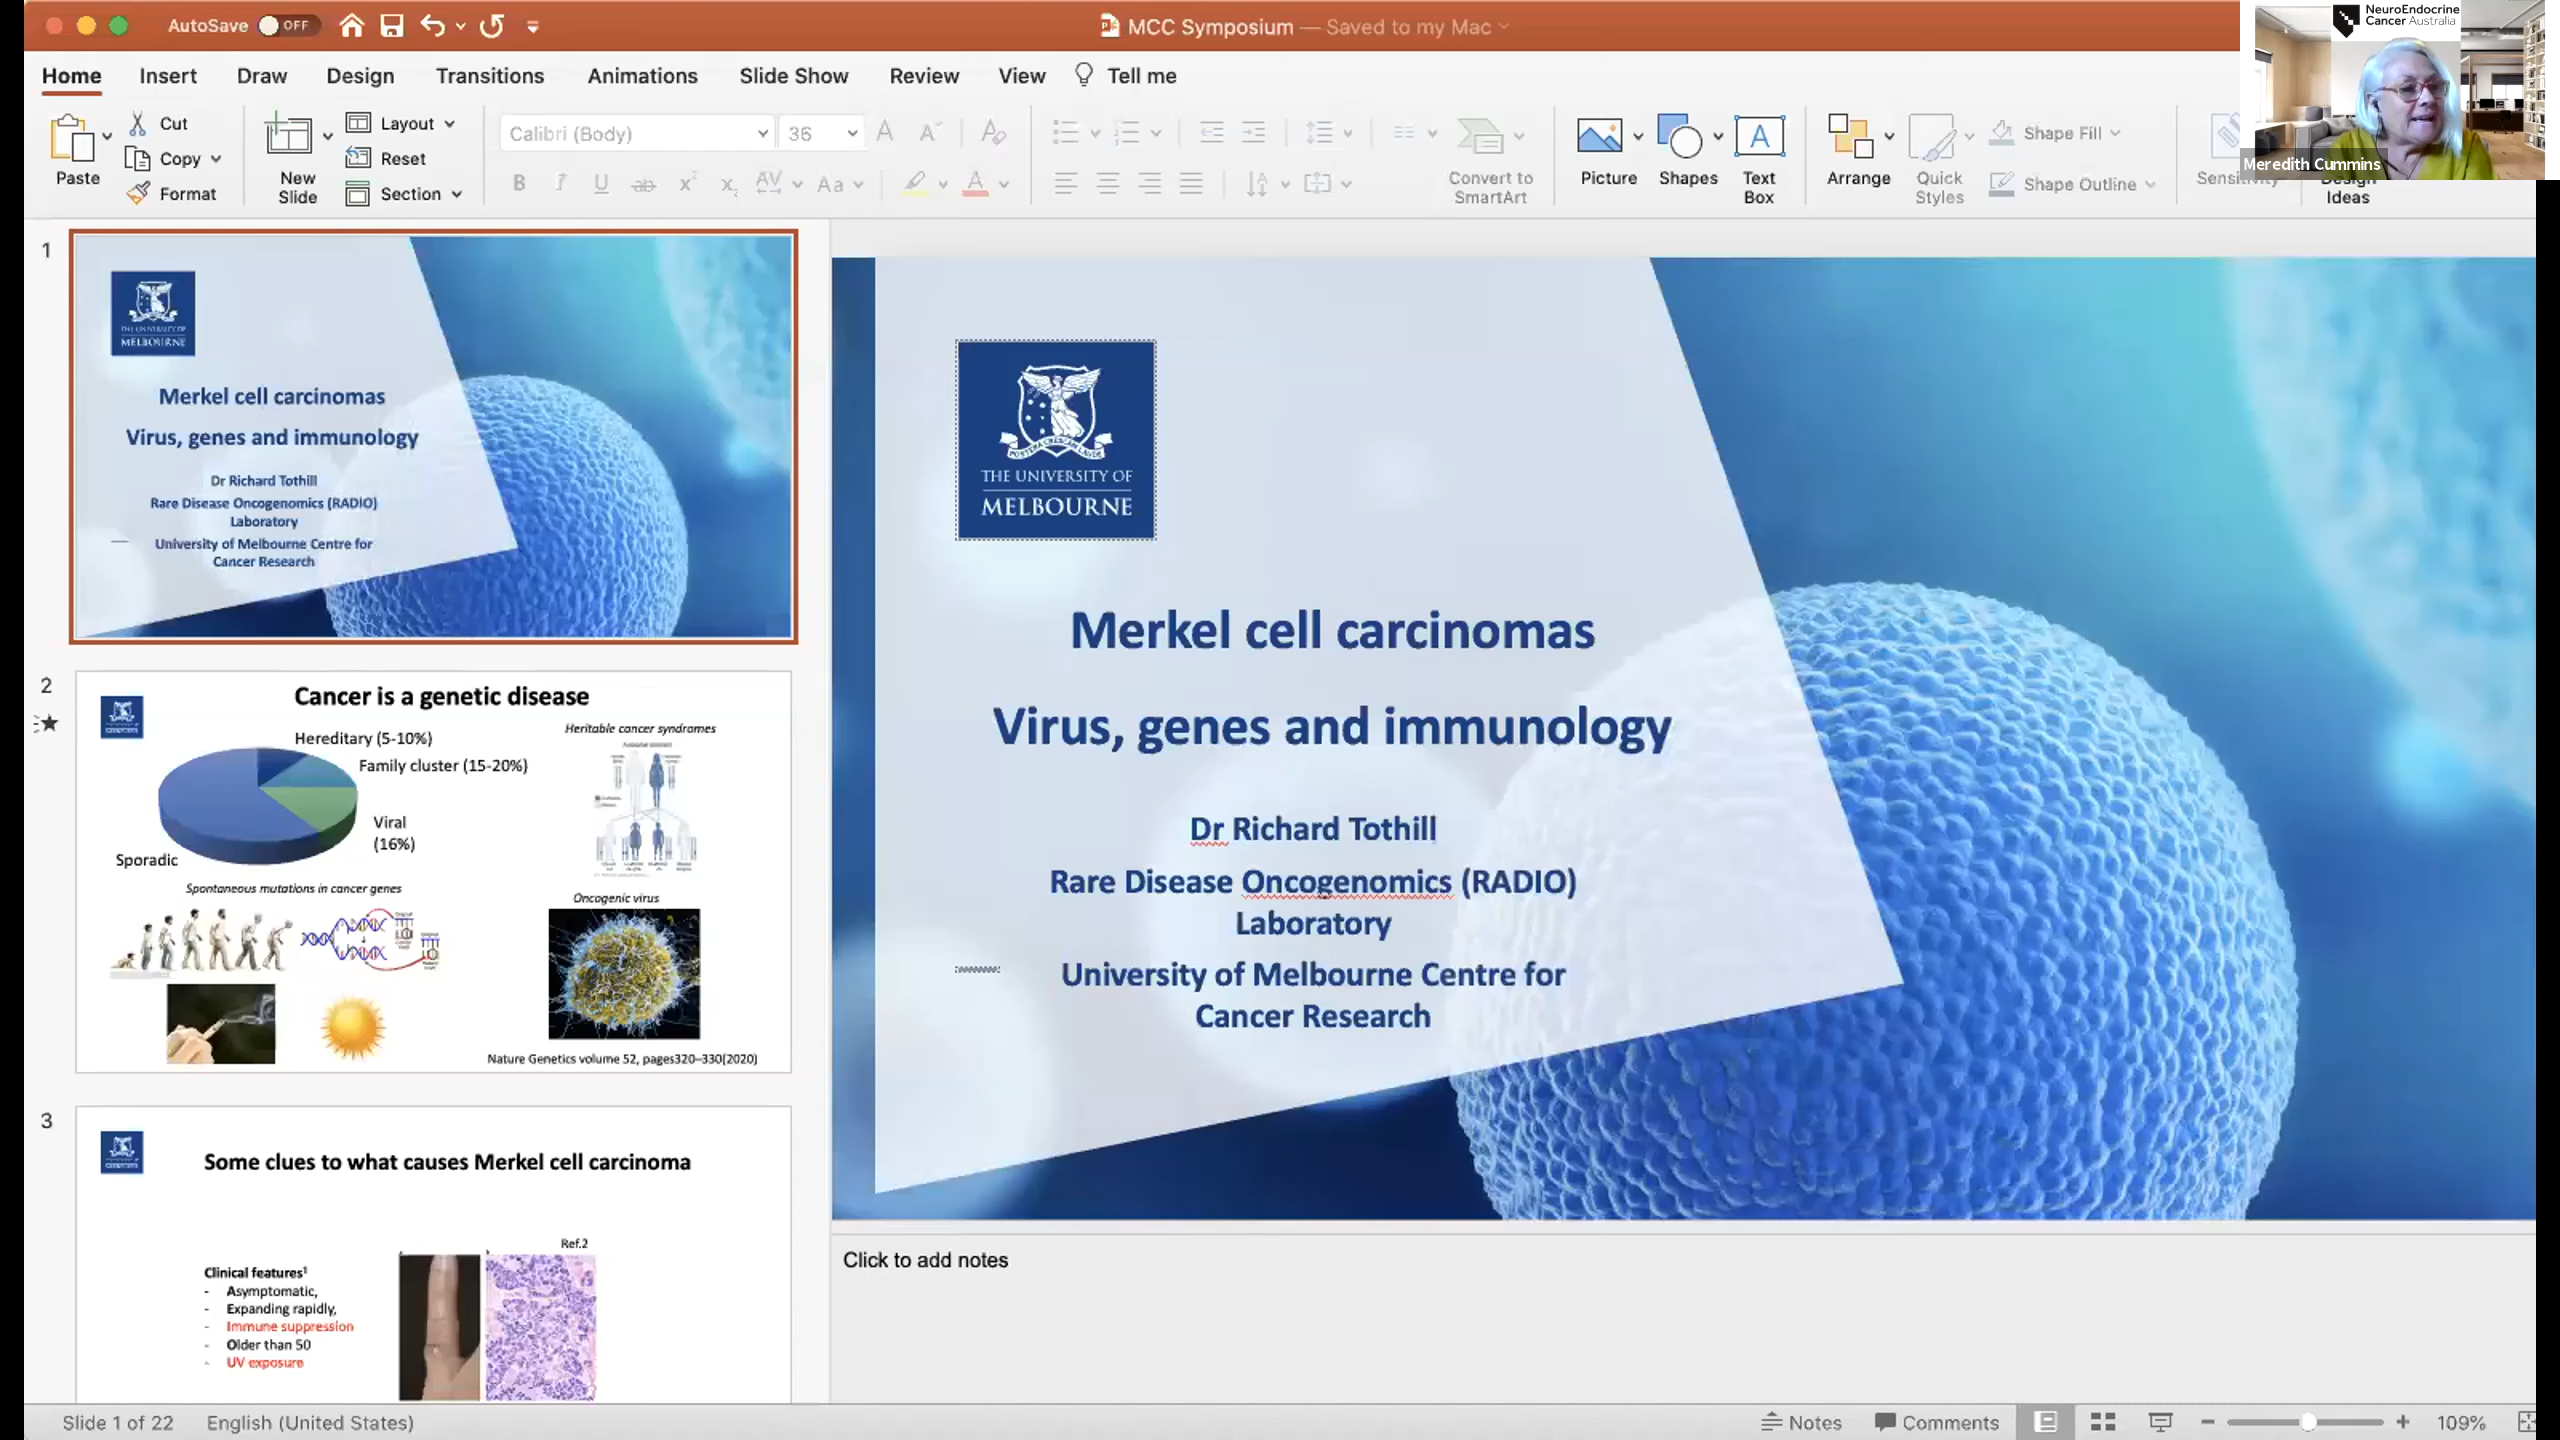 AutoSave OFF
MCC Symposium — Saved to my Mac
NeuroEndocrine
Cancer Australia
Meredith Cummins
Home Insert Draw Design Transitions Animations Slide Show Review View Tell me
Paste
Cut
Copy
Format
New
Slide
Layout
Reset
Section
Calibri (Body) 36
Convert to
SmartArt
Picture
Shapes
Text
Box
Arrange
Quick
Styles
Shape Fill
Shape Outline
Sensitivity
Design
Ideas
1
THE UNIVERSITY OF
MELBOURNE
Merkel cell carcinomas
Virus, genes and immunology
Dr Richard Tothill
Rare Disease Oncogenomics (RADIO)
Laboratory
University of Melbourne Centre for
Cancer Research
2
Cancer is a genetic disease
Hereditary (5-10%)
Family cluster (15-20%)
Viral
(16%)
Sporadic
Heritable cancer syndromes
Spontaneous mutations in cancer genes
Oncogenic virus
Nature Genetics volume 52, pages320–330(2020)
3
Some clues to what causes Merkel cell carcinoma
Ref.2
Clinical features¹
- Asymptomatic,
- Expanding rapidly,
- Immune suppression
- Older than 50
- UV exposure
THE UNIVERSITY OF
MELBOURNE
Merkel cell carcinomas
Virus, genes and immunology
Dr Richard Tothill
Rare Disease Oncogenomics (RADIO)
Laboratory
University of Melbourne Centre for
Cancer Research
Click to add notes
Slide 1 of 22 English (United States)
Notes Comments 109%